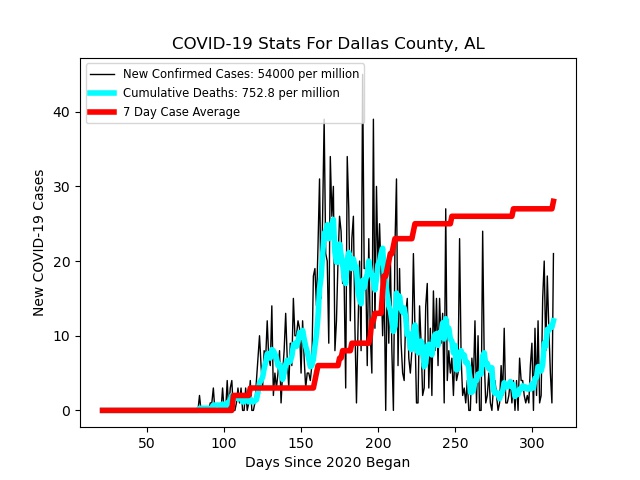 COVID-19 Stats For Dallas County, AL
New Confirmed Cases: 54000 per million
Cumulative Deaths: 752.8 per million
7 Day Case Average
New COVID-19 Cases
40
30
20
10
0
50 100 150 200 250 300
Days Since 2020 Began